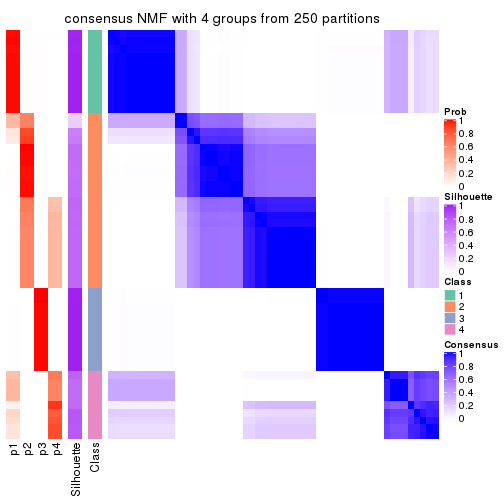 consensus NMF with 4 groups from 250 partitions
Prob
1
0.8
0.6
0.4
0.2
0
Silhouette
1
0.8
0.6
0.4
0.2
0
Class
1
2
3
4
Consensus
1
0.8
0.6
0.4
0.2
0
p1
p2
p3
p4
Silhouette
Class